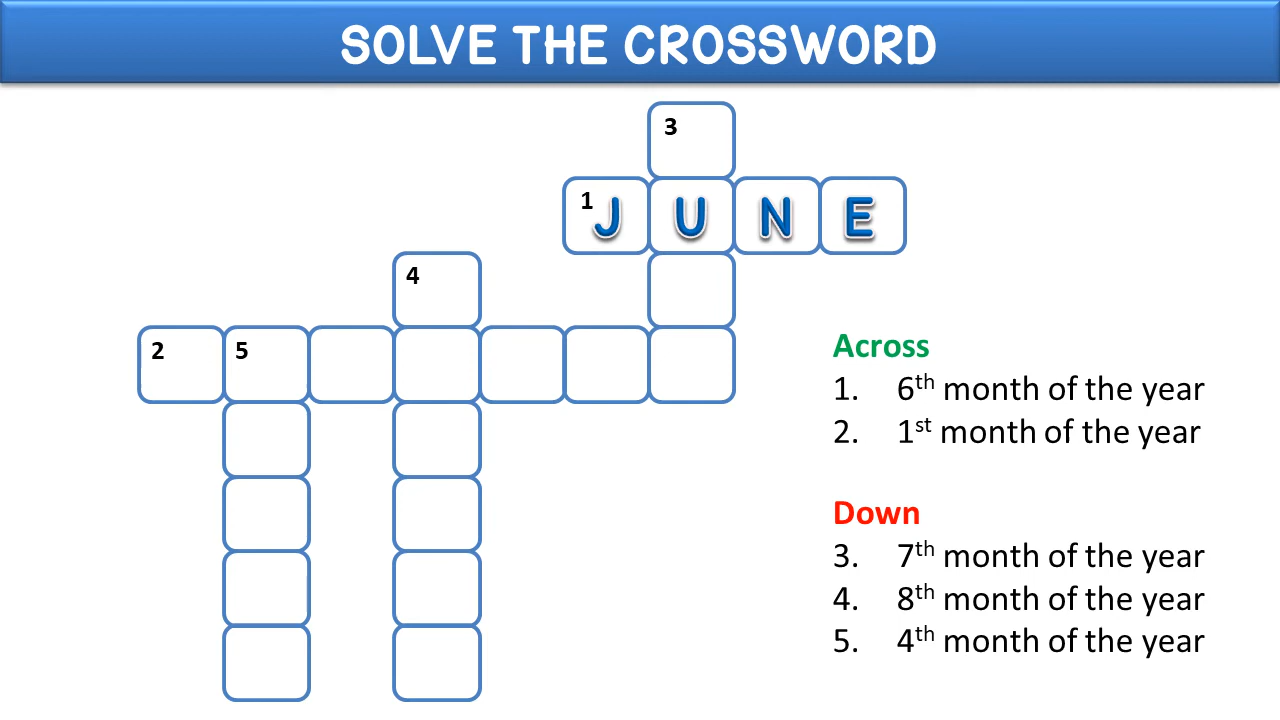 SOLVE THE CROSSWORD
3
1 J U N E
4
2 5
Across
1. 6th month of the year
2. 1st month of the year
Down
3. 7th month of the year
4. 8th month of the year
5. 4th month of the year